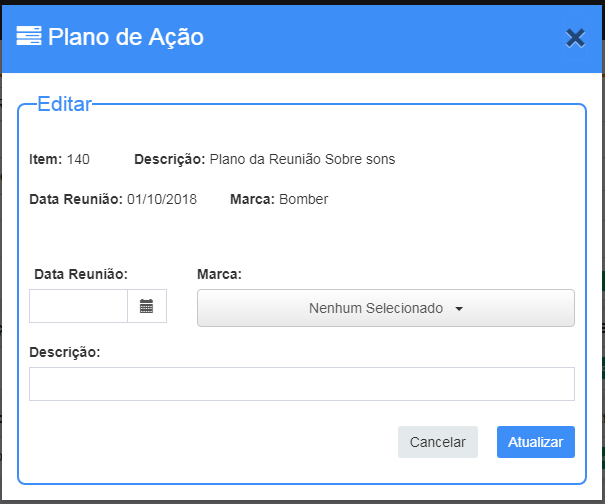 Plano de Ação
Editar
Item: 140 Descrição: Plano da Reunião Sobre sons
Data Reunião: 01/10/2018 Marca: Bomber
Data Reunião: Marca:
Nenhum Selecionado
Descrição:
Cancelar Atualizar